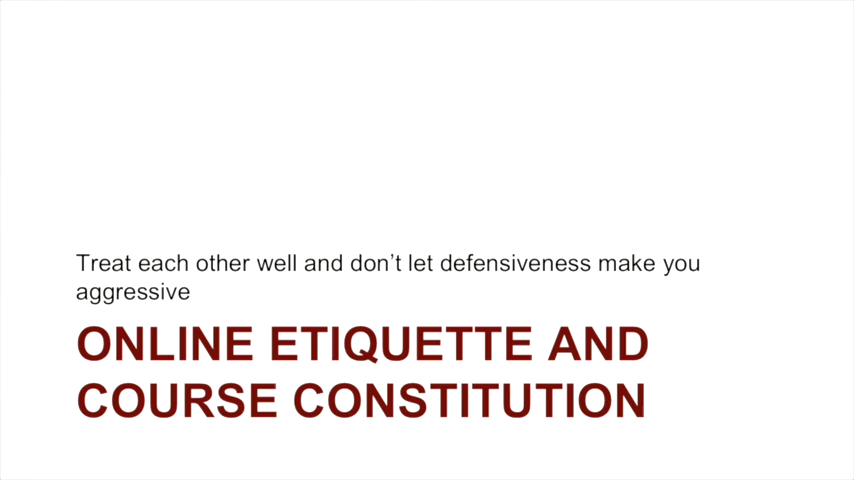 Treat each other well and don’t let defensiveness make you
aggressive
ONLINE ETIQUETTE AND
COURSE CONSTITUTION